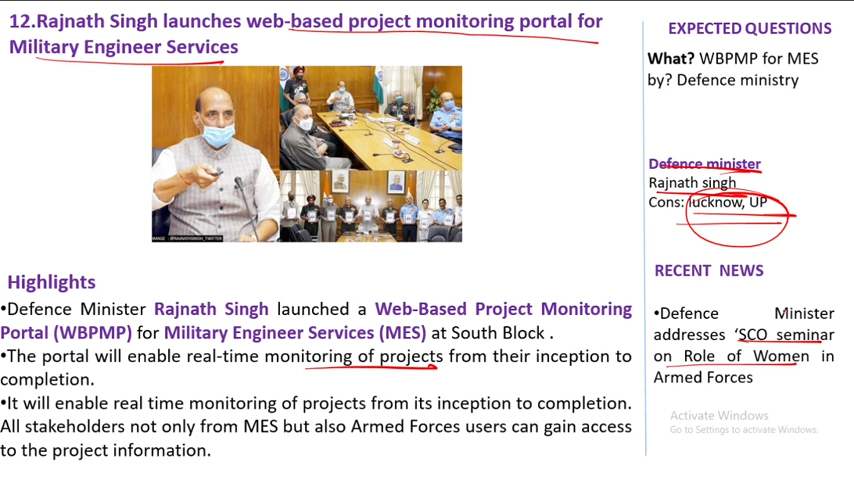 12.Rajnath Singh launches web-based project monitoring portal for
Military Engineer Services
IMAGE: @RAJNATHSINGH_TWITTER
Highlights
•Defence Minister Rajnath Singh launched a Web-Based Project Monitoring
Portal (WBPMP) for Military Engineer Services (MES) at South Block .
•The portal will enable real-time monitoring of projects from their inception to
completion.
•It will enable real time monitoring of projects from its inception to completion.
All stakeholders not only from MES but also Armed Forces users can gain access
to the project information.
EXPECTED QUESTIONS
What? WBPMP for MES
by? Defence ministry
Defence minister
Rajnath singh
Cons: lucknow, UP
RECENT NEWS
•Defence Minister
addresses ‘SCO seminar
on Role of Women in
Armed Forces
Activate Windows
Go to Settings to activate Windows.